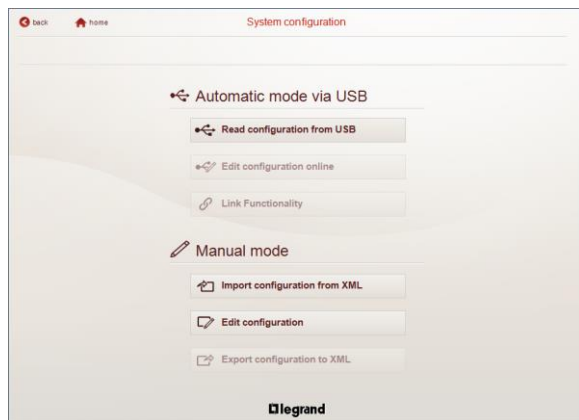 back
home
System configuration
Automatic mode via USB
Read configuration from USB
Edit configuration online
Link Functionality
Manual mode
Import configuration from XML
Edit configuration
Export configuration to XML
legrand